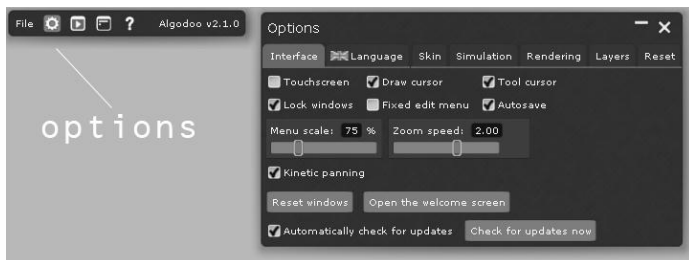 File ? Algodoo v2.1.0
options
Options
Interface Language Skin Simulation Rendering Layers Reset
Touchscreen Draw cursor Tool cursor
Lock windows Fixed edit menu Autosave
Menu scale: 75 % Zoom speed: 2.00
Kinetic panning
Reset windows Open the welcome screen
Automatically check for updates Check for updates now